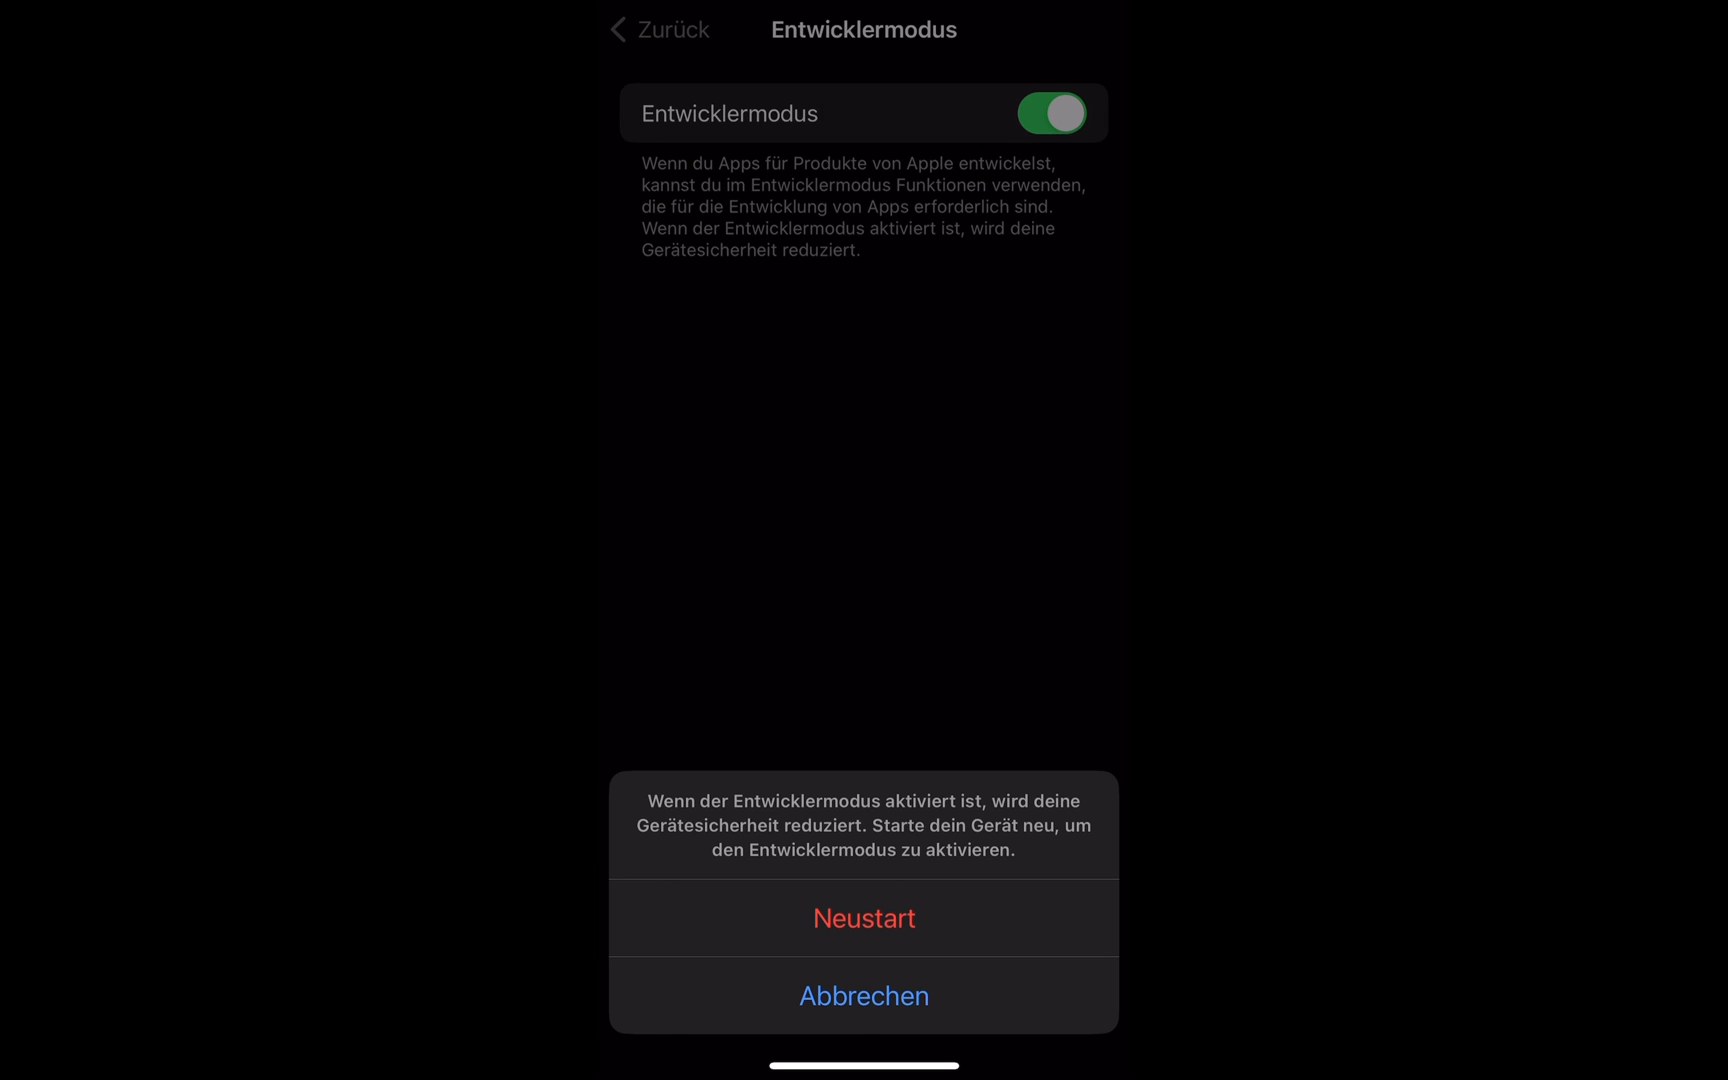 Zurück
Entwicklermodus
Entwicklermodus
Wenn du Apps für Produkte von Apple entwickelst,
kannst du im Entwicklermodus Funktionen verwenden,
die für die Entwicklung von Apps erforderlich sind.
Wenn der Entwicklermodus aktiviert ist, wird deine
Gerätesicherheit reduziert.
Wenn der Entwicklermodus aktiviert ist, wird deine
Gerätesicherheit reduziert. Starte dein Gerät neu, um
den Entwicklermodus zu aktivieren.
Neustart
Abbrechen